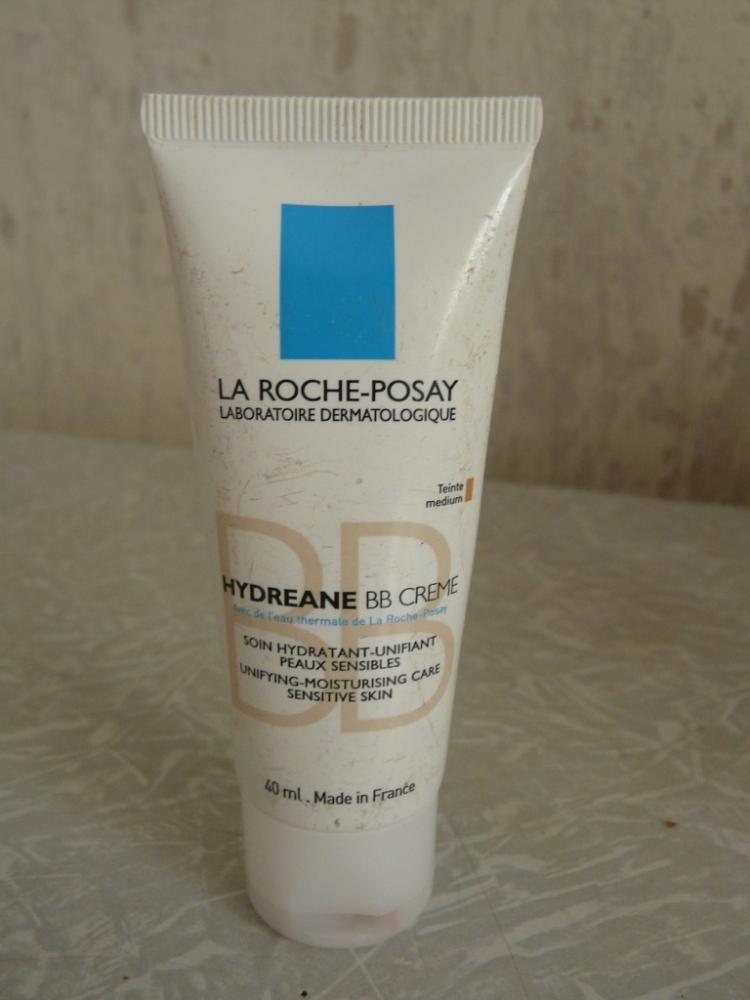 LA ROCHE-POSAY
LABORATOIRE DERMATOLOGIQUE
Teinte
medium
BB
HYDREANE BB CREME
Avec de l'eau thermale de La Roche-Posay
SOIN HYDRATANT-UNIFIANT
PEAUX SENSIBLES
UNIFYING-MOISTURISING CARE
SENSITIVE SKIN
40 ml . Made in France